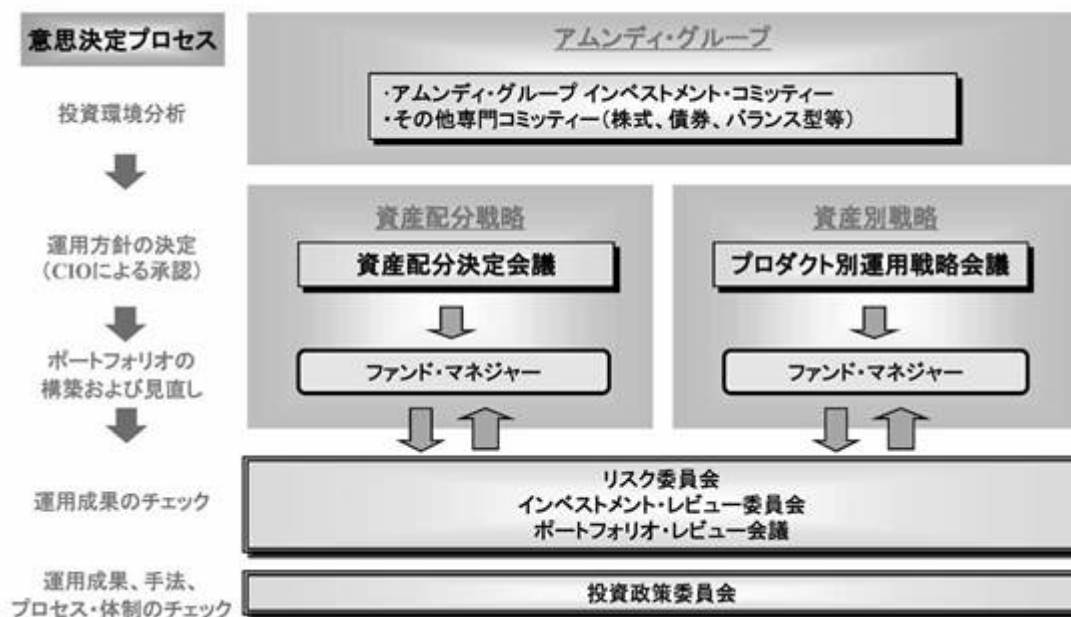 意思決定プロセス
アムンディ・グループ
投資環境分析
・アムンディ・グループ インベストメント・コミッティー
・その他専門コミッティー（株式、債券、バランス型等）
資産配分戦略
資産別戦略
運用方針の決定
（CIOによる承認）
資産配分決定会議
プロダクト別運用戦略会議
ポートフォリオの
構築および見直し
ファンド・マネジャー
ファンド・マネジャー
運用成果のチェック
リスク委員会
インベストメント・レビュー委員会
ポートフォリオ・レビュー会議
運用成果、手法、
プロセス・体制のチェック
投資政策委員会